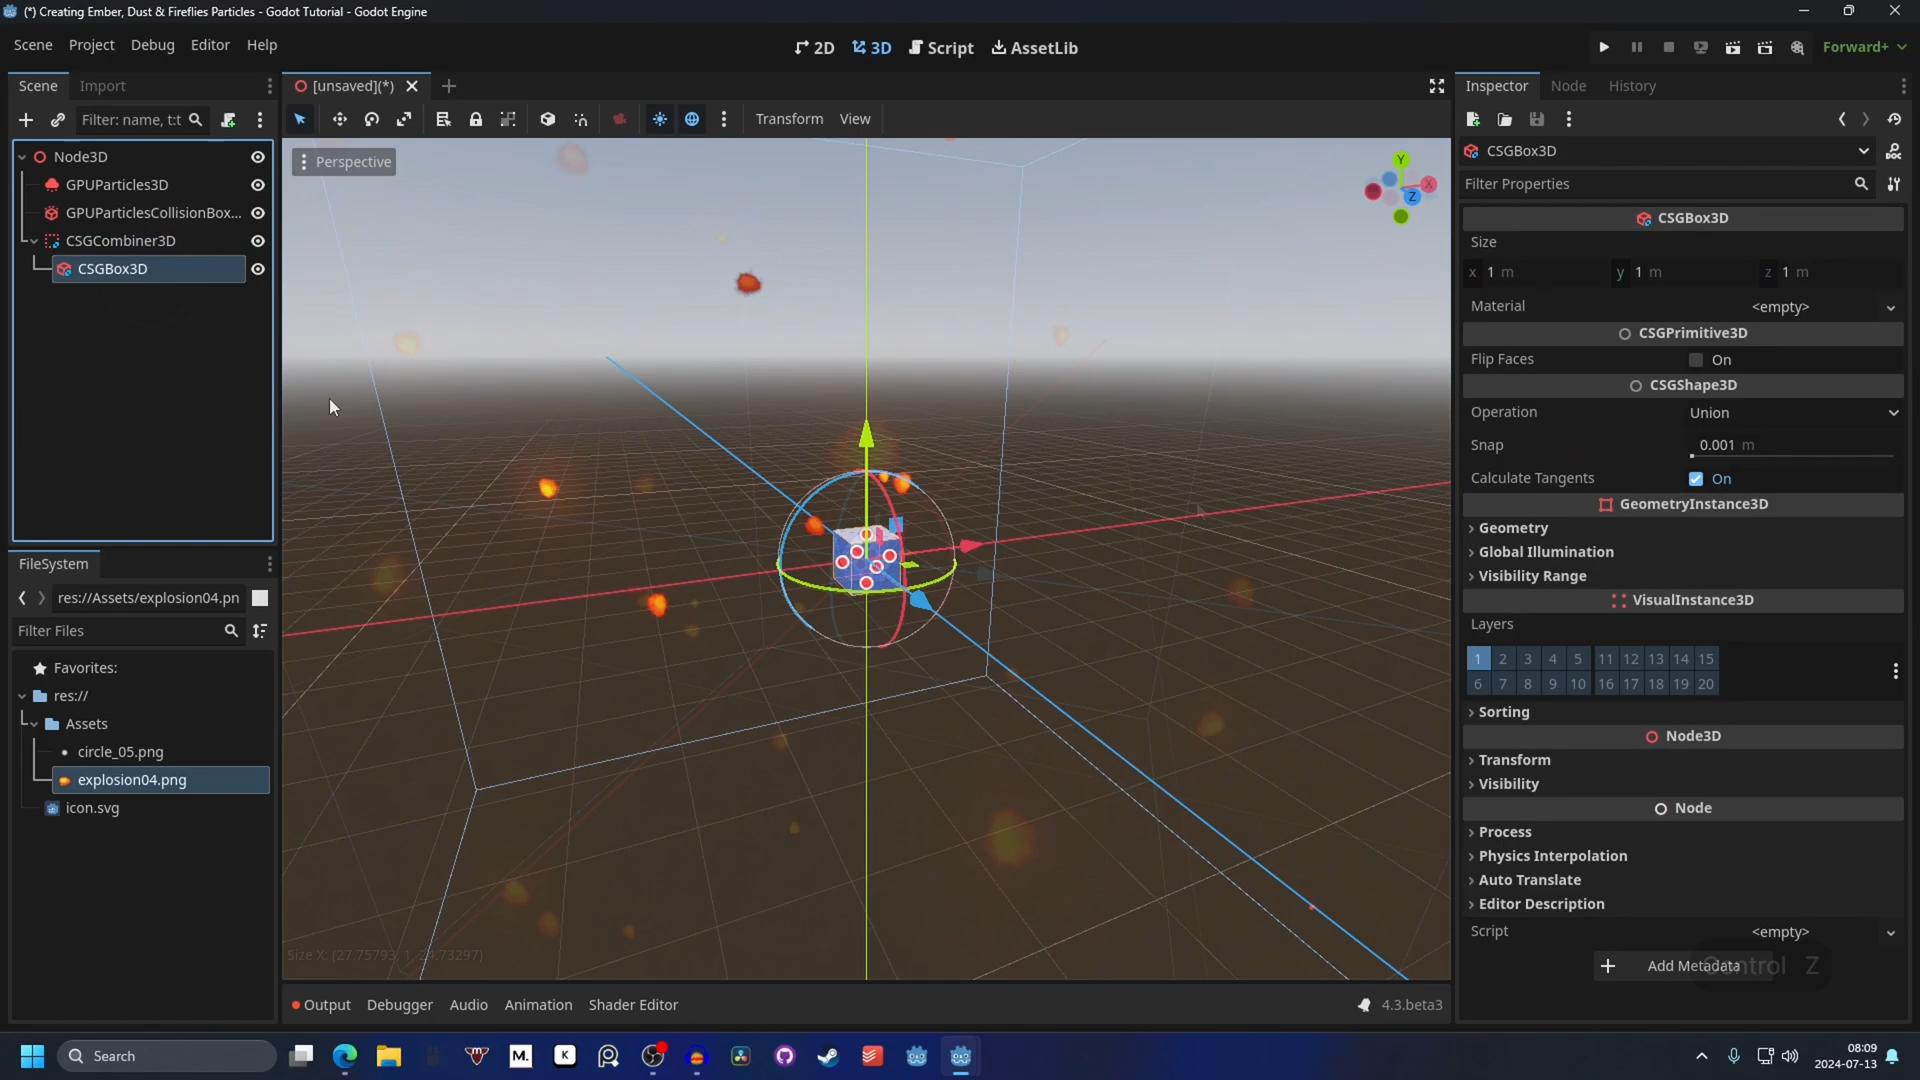 (*) Creating Ember, Dust & Fireflies Particles - Godot Tutorial - Godot Engine
Scene Project Debug Editor Help
2D 3D Script AssetLib
Forward+
Scene Import
[unsaved](*)
Inspector Node History
Filter: name, t:t
Transform View
Node3D
GPUParticles3D
GPUParticlesCollisionBox...
CSGCombiner3D
CSGBox3D
Perspective
Y
X
Z
Size X: (27.75793, 1, 24.73297)
CSGBox3D
Filter Properties
CSGBox3D
Size
x 1 m y 1 m z 1 m
Material <empty>
CSGPrimitive3D
Flip Faces On
CSGShape3D
Operation Union
Snap 0.001 m
Calculate Tangents On
GeometryInstance3D
Geometry
Global Illumination
Visibility Range
VisualInstance3D
Layers
1 2 3 4 5 11 12 13 14 15
6 7 8 9 10 16 17 18 19 20
Sorting
Node3D
Transform
Visibility
Node
Process
Physics Interpolation
Auto Translate
Editor Description
Script <empty>
Add Metadata
Control Z
FileSystem
res://Assets/explosion04.pn
Filter Files
Favorites:
res://
Assets
circle_05.png
explosion04.png
icon.svg
Output Debugger Audio Animation Shader Editor
4.3.beta3
Search
M.
K
08:09
2024-07-13